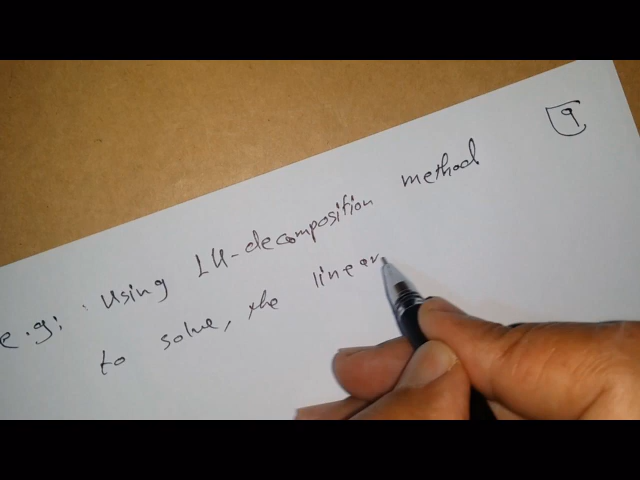 9
e.g: Using LU-decomposition method
to solve, the linear